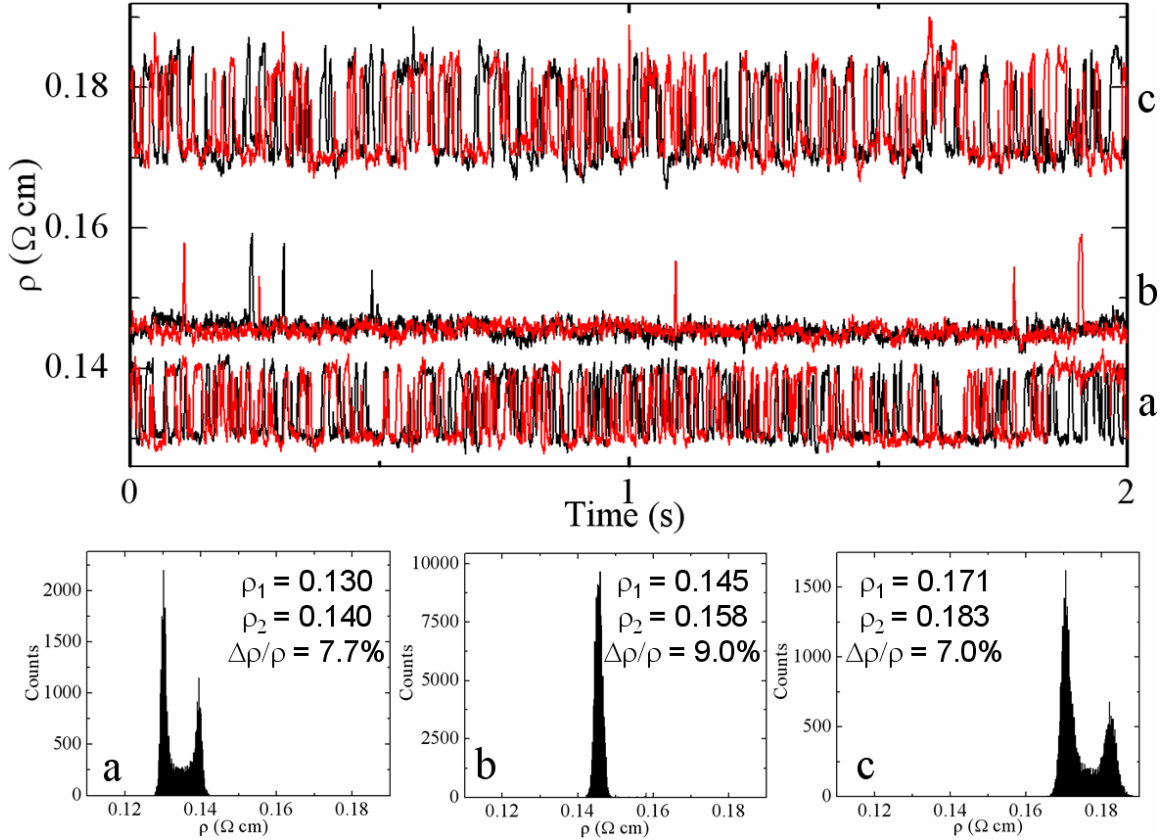 ρ (Ω cm)
0.18
0.16
0.14
c
b
a
0
1
2
Time (s)
Counts
2000
1500
1000
500
0
ρ₁ = 0.130
ρ₂ = 0.140
Δρ/ρ = 7.7%
a
0.12 0.14 0.16 0.18
ρ (Ω cm)
Counts
10000
7500
5000
2500
0
ρ₁ = 0.145
ρ₂ = 0.158
Δρ/ρ = 9.0%
b
0.12 0.14 0.16 0.18
ρ (Ω cm)
Counts
1500
1000
500
0
ρ₁ = 0.171
ρ₂ = 0.183
Δρ/ρ = 7.0%
c
0.12 0.14 0.16 0.18
ρ (Ω cm)